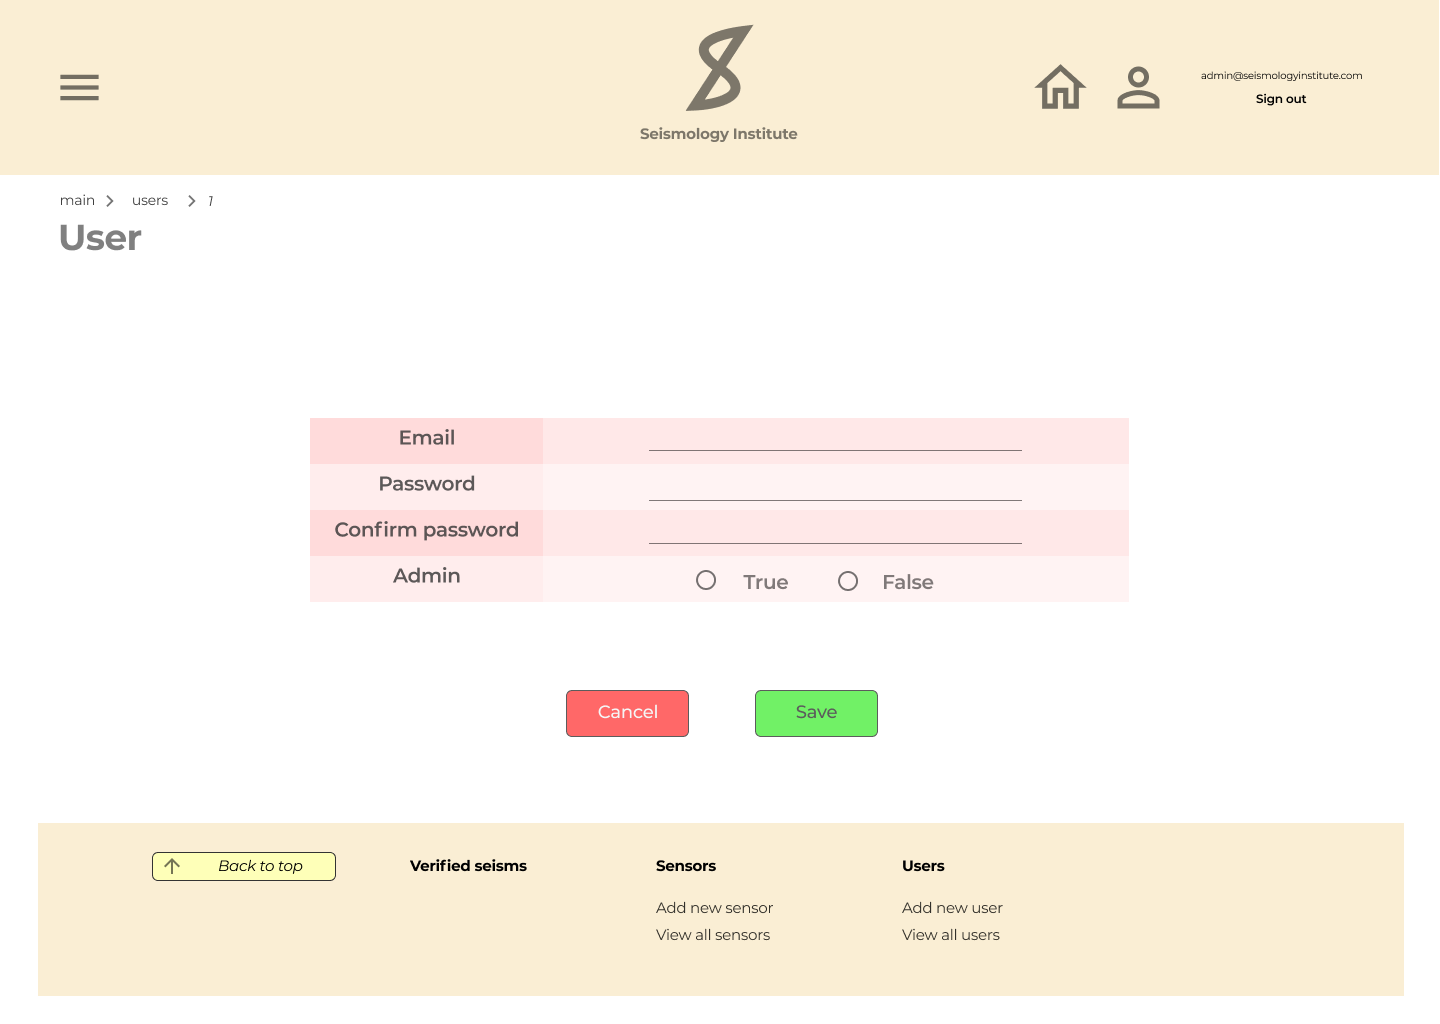 Seismology Institute
admin@seismologyinstitute.com
Sign out
main
users
1
User
Email
Password
Confirm password
Admin
True
False
Cancel
Save
Back to top
Verified seisms
Sensors
Add new sensor
View all sensors
Users
Add new user
View all users